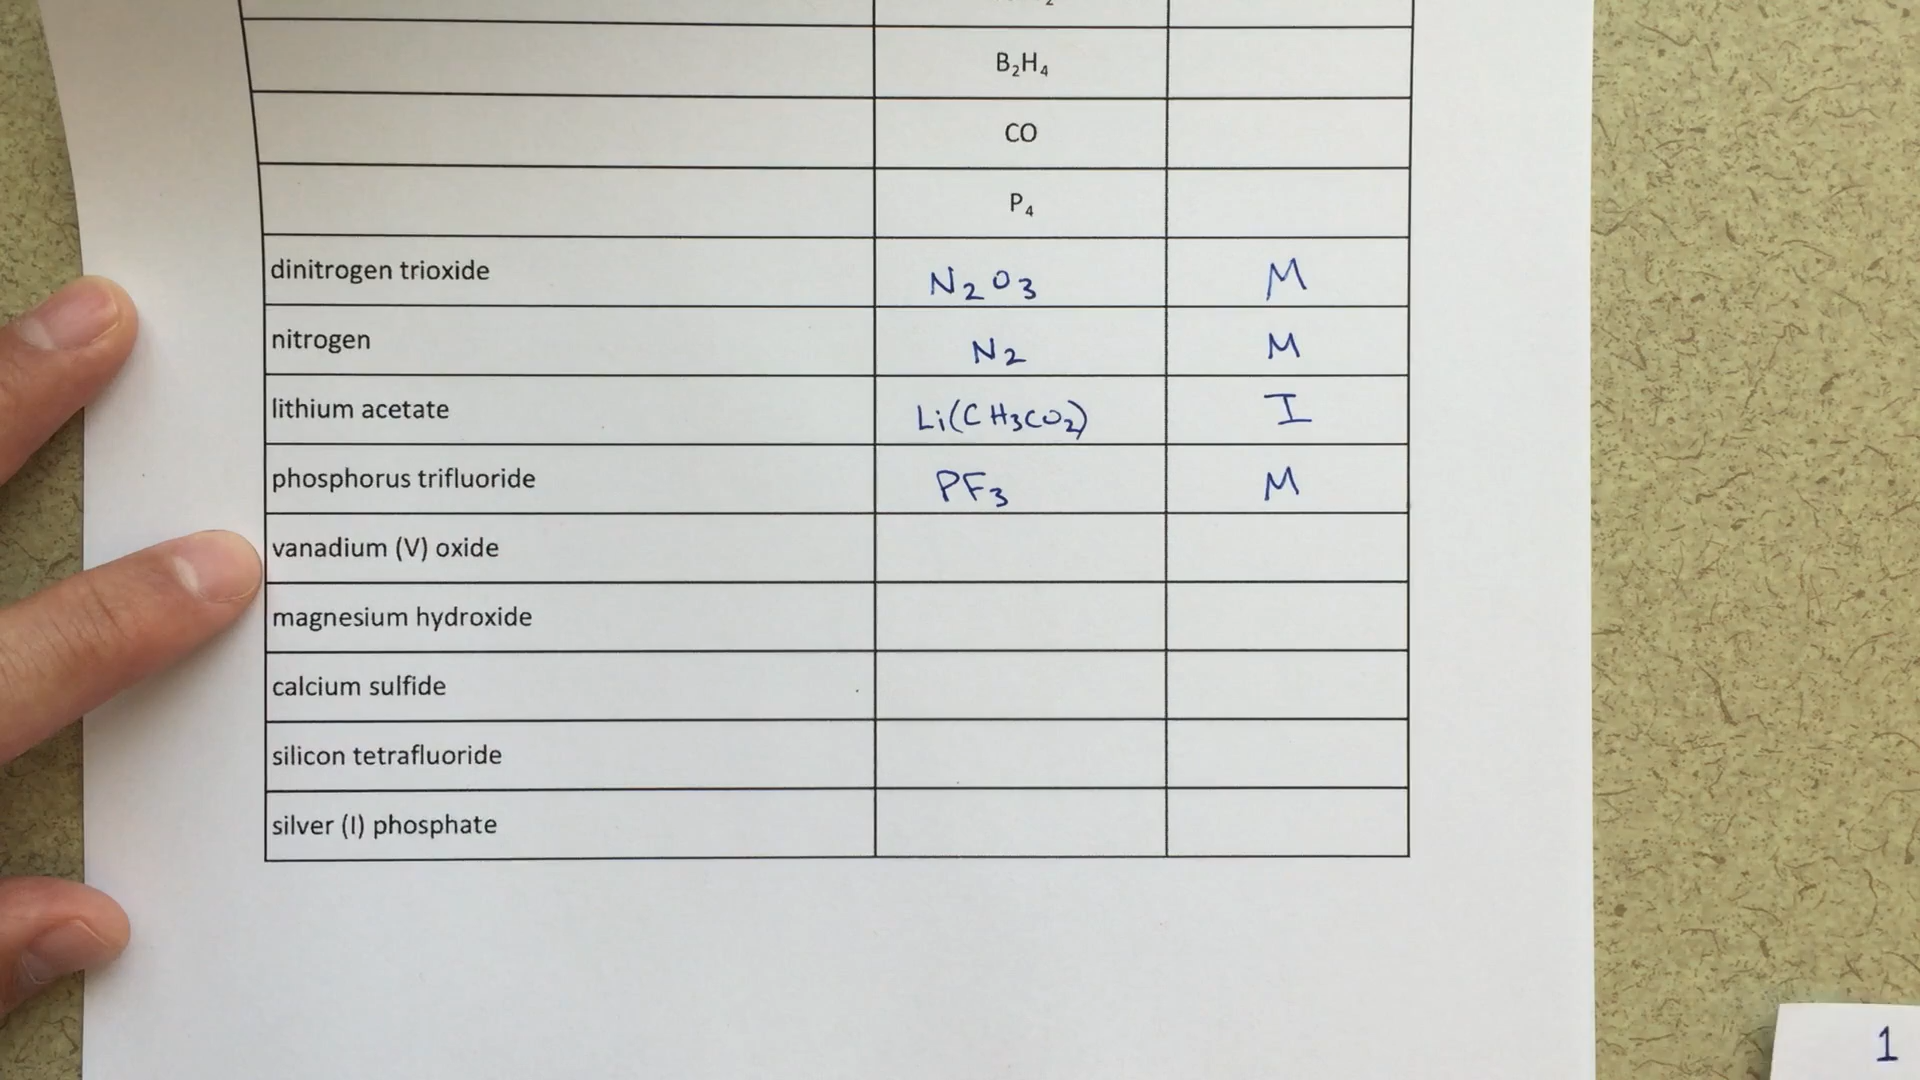 B₂H₄
CO
P₄
dinitrogen trioxide N₂O₃ M
nitrogen N₂ M
lithium acetate Li(CH₃CO₂) I
phosphorus trifluoride PF₃ M
vanadium (V) oxide
magnesium hydroxide
calcium sulfide
silicon tetrafluoride
silver (I) phosphate
1